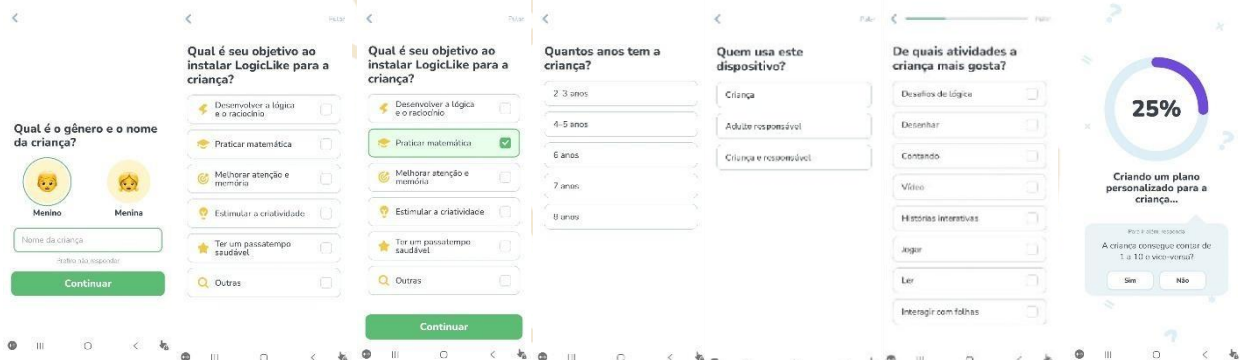 Qual é o gênero e o nome
da criança?
Menino
Menina
Nome da criança
Prefiro não responder
Continuar
Pular
Qual é seu objetivo ao
instalar LogicLike para a
criança?
Desenvolver a lógica
e o raciocínio
Praticar matemática
Melhorar atenção e
memória
Estimular a criatividade
Ter um passatempo
saudável
Outras
Pular
Qual é seu objetivo ao
instalar LogicLike para a
criança?
Desenvolver a lógica
e o raciocínio
Praticar matemática
Melhorar atenção e
memória
Estimular a criatividade
Ter um passatempo
saudável
Outras
Continuar
Quantos anos tem a
criança?
2-3 anos
4-5 anos
6 anos
7 anos
8 anos
Pular
Quem usa este
dispositivo?
Criança
Adulto responsável
Criança e responsável
Pular
De quais atividades a
criança mais gosta?
Desafios de lógica
Desenhar
Contando
Vídeo
Histórias interativas
Jogar
Ler
Interagir com folhas
25%
Criando um plano
personalizado para a
criança...
A criança consegue contar de
1 a 10 e vice-versa?
Sim
Não